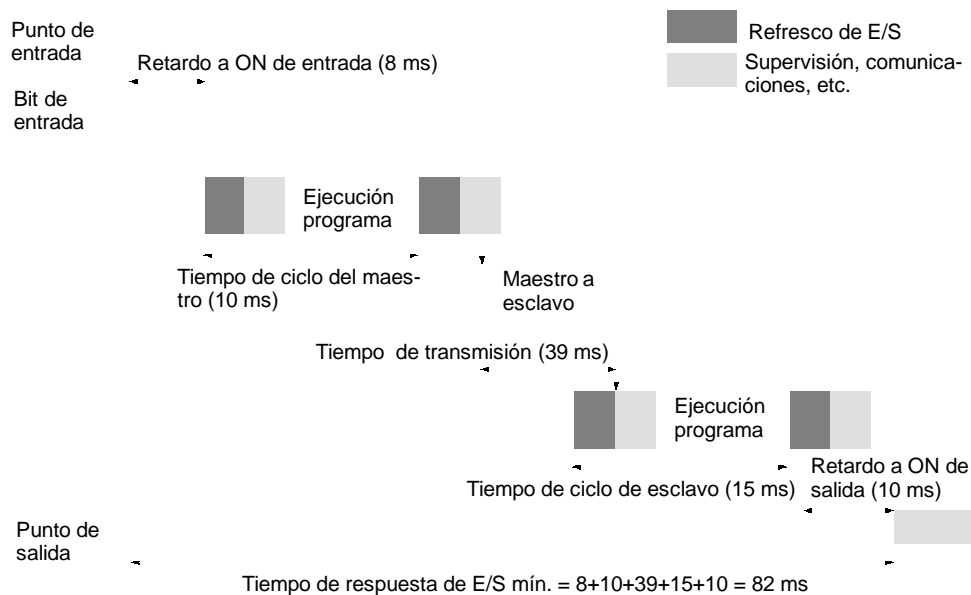 Punto de
entrada
Retardo a ON de entrada (8 ms)
Refresco de E/S
Supervisión, comunica-
ciones, etc.
Bit de
entrada
Ejecución
programa
Tiempo de ciclo del maes-
tro (10 ms)
Maestro a
esclavo
Tiempo de transmisión (39 ms)
Ejecución
programa
Tiempo de ciclo de esclavo (15 ms)
Retardo a ON de
salida (10 ms)
Punto de
salida
Tiempo de respuesta de E/S mín. = 8+10+39+15+10 = 82 ms